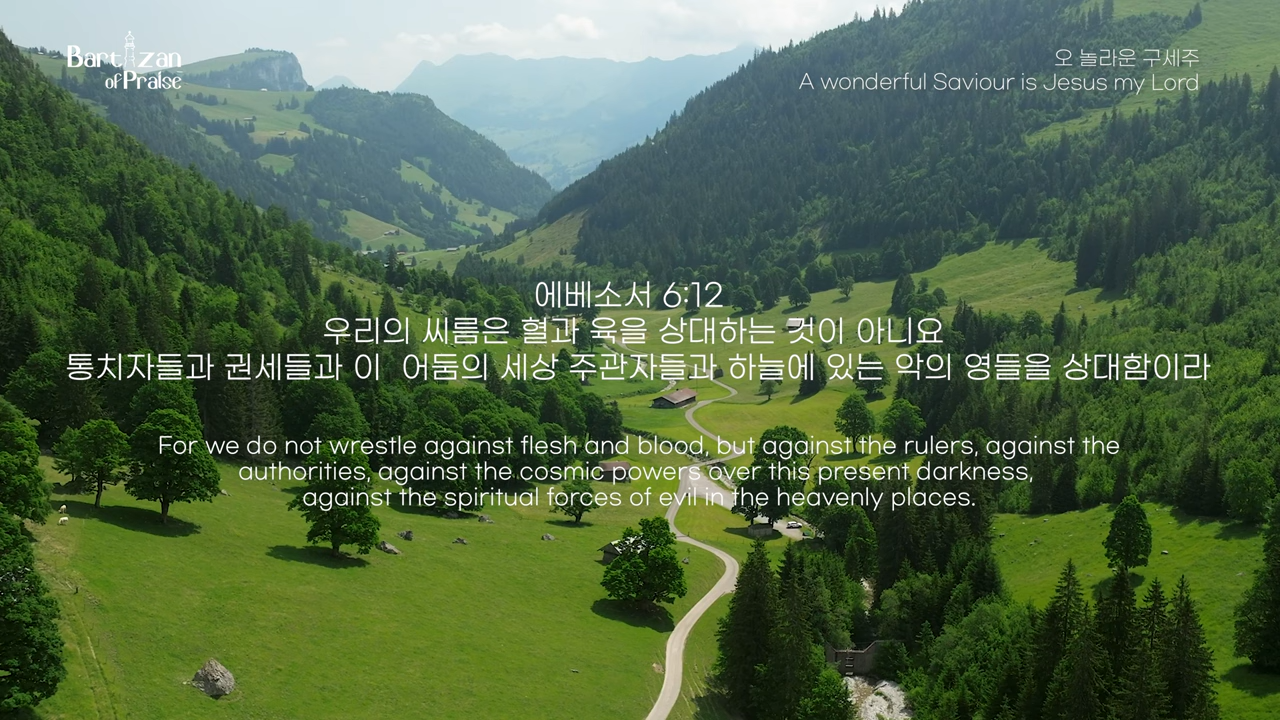 Bartizan
of Praise
오 놀라운 구세주
A wonderful Saviour is Jesus my Lord
에베소서 6:12
우리의 씨름은 혈과 육을 상대하는 것이 아니요
통치자들과 권세들과 이 어둠의 세상 주관자들과 하늘에 있는 악의 영들을 상대함이라
For we do not wrestle against flesh and blood, but against the rulers, against the
authorities, against the cosmic powers over this present darkness,
against the spiritual forces of evil in the heavenly places.